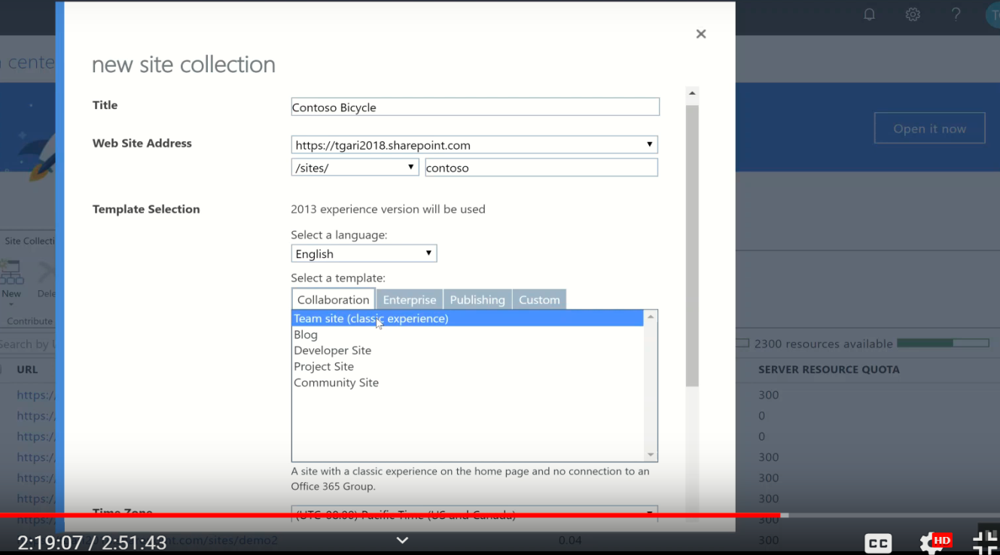 n cente
new site collection
Title
Contoso Bicycle
Web Site Address
https://tgari2018.sharepoint.com
/sites/
contoso
Open it now
Template Selection
2013 experience version will be used
Select a language:
English
Site Collecti
New
Dele
Contribute
Select a template:
Collaboration
Enterprise
Publishing
Custom
Team site (classic experience)
Blog
Developer Site
Project Site
Community Site
Search by
2300 resources available
URL
SERVER RESOURCE QUOTA
https:/
300
https:/
0
https:/
0
https:/
300
https:/
300
https:/
300
https:/
300
A site with a classic experience on the home page and no connection to an
Office 365 Group.
Time Zone
(UTC-08:00) Pacific Time (US and Canada)
2:19:07 / 2:51:43
nt.com/sites/demo2
0.04
300
CC
HD